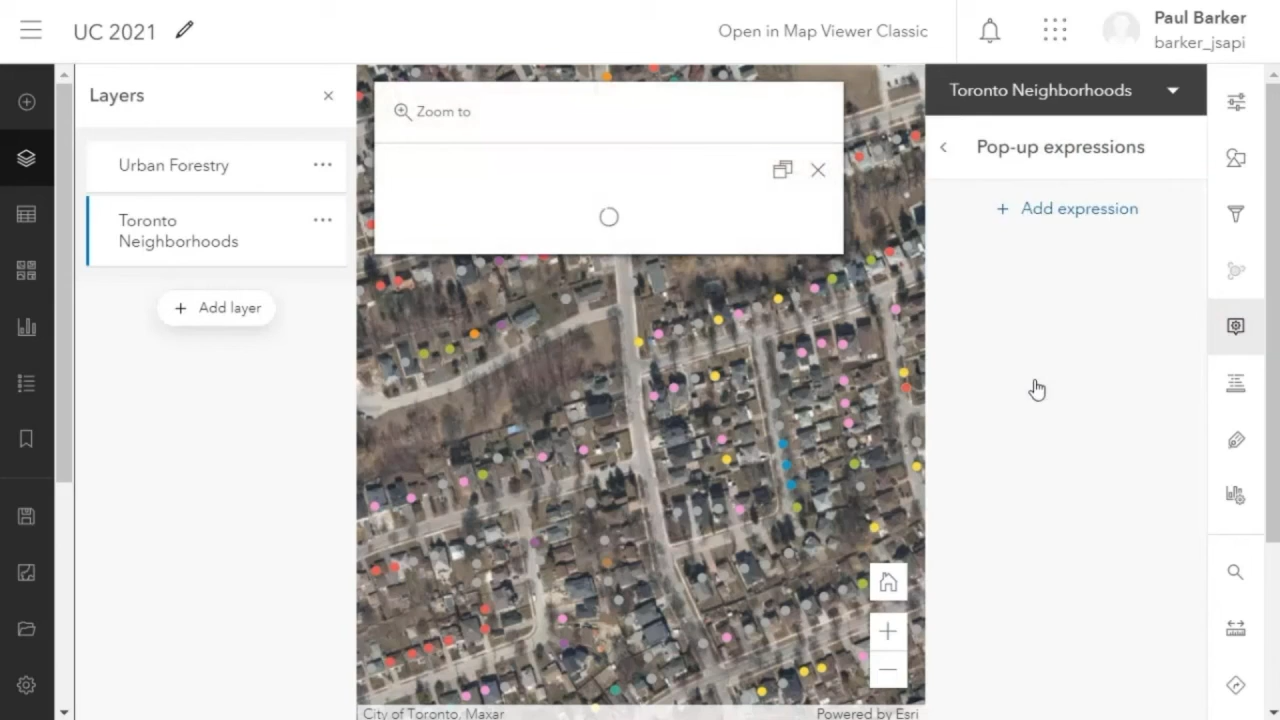 UC 2021
Open in Map Viewer Classic
Paul Barker
barker_jsapi
Layers
Urban Forestry
Toronto
Neighborhoods
Add layer
Zoom to
Toronto Neighborhoods
Pop-up expressions
+ Add expression
City of Toronto, Maxar
Powered by Esri